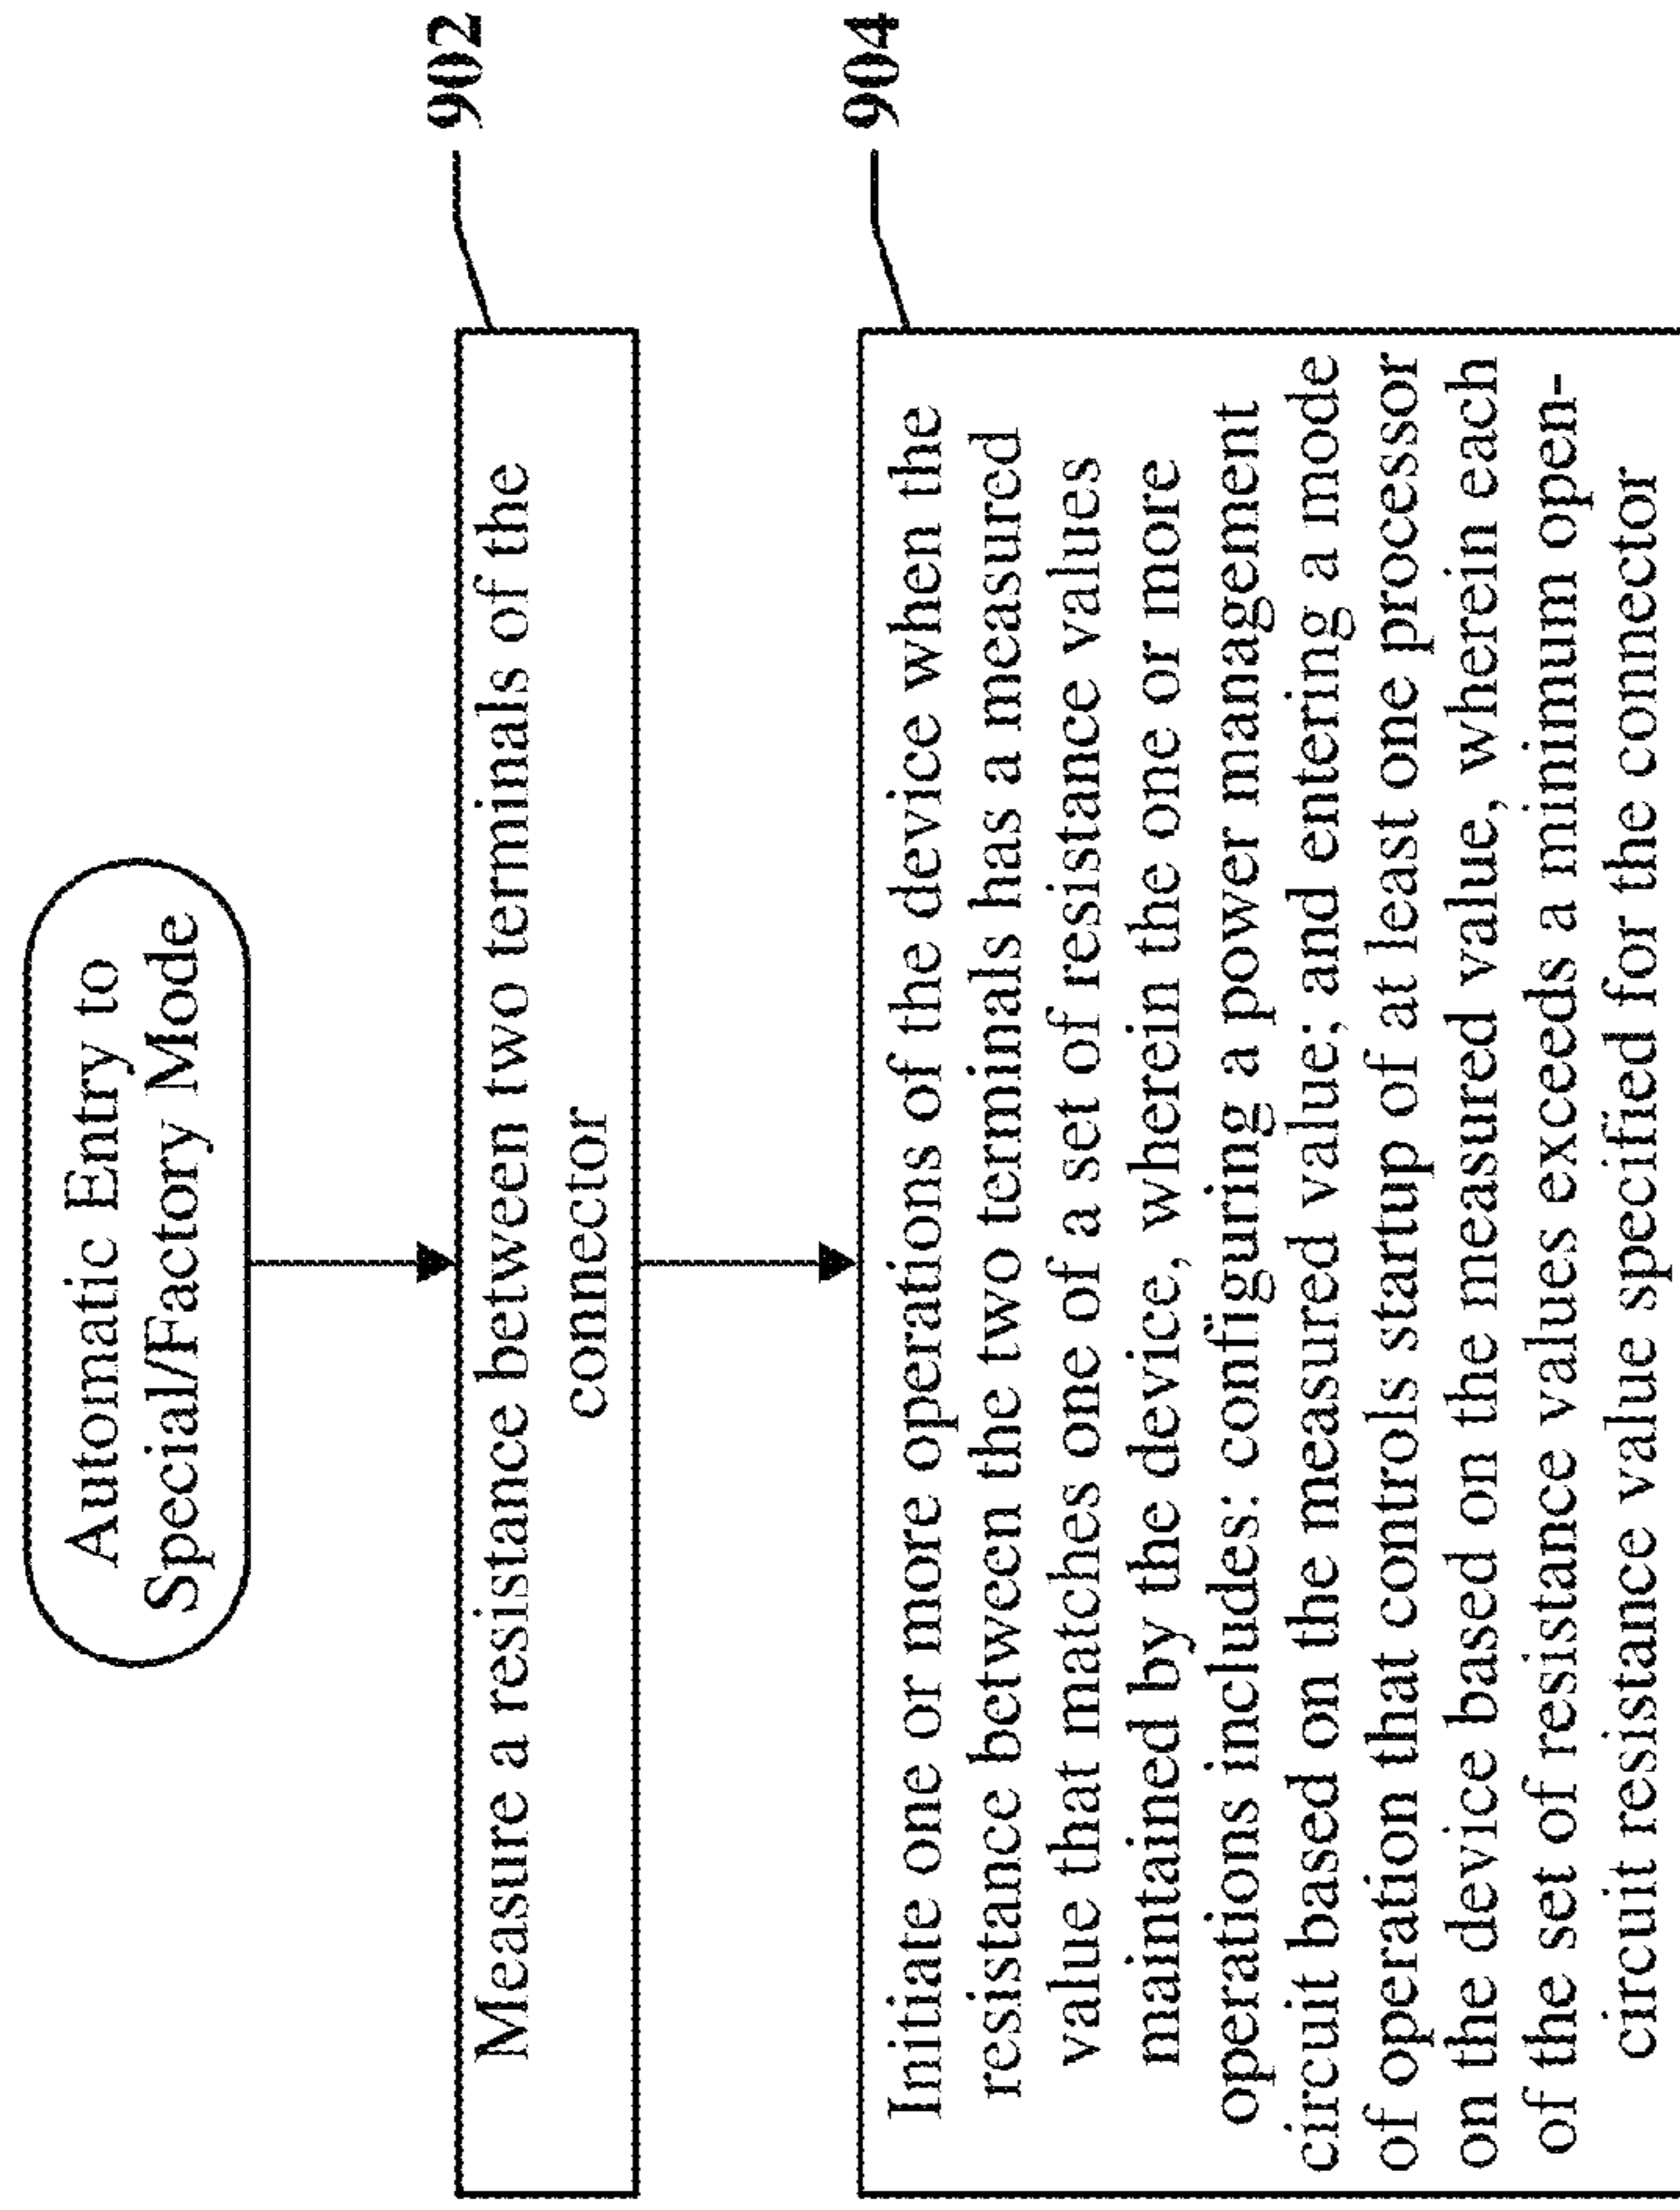 Automatic Entry to
Special/Factory Mode
902
Measure a resistance between two terminals of the
connector
904
Initiate one or more operations of the device when the
resistance between the two terminals has a measured
value that matches one of a set of resistance values
maintained by the device, wherein the one or more
operations includes: configuring a power management
circuit based on the measured value; and entering a mode
of operation that controls startup of at least one processor
on the device based on the measured value, wherein each
of the set of resistance values exceeds a minimum open-
circuit resistance value specified for the connector